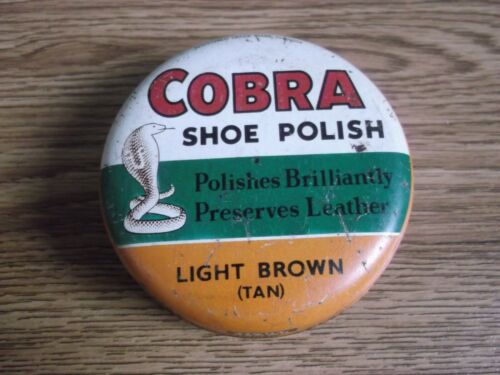 COBRA
SHOE POLISH
Polishes Brilliantly
Preserves Leather
LIGHT BROWN
(TAN)